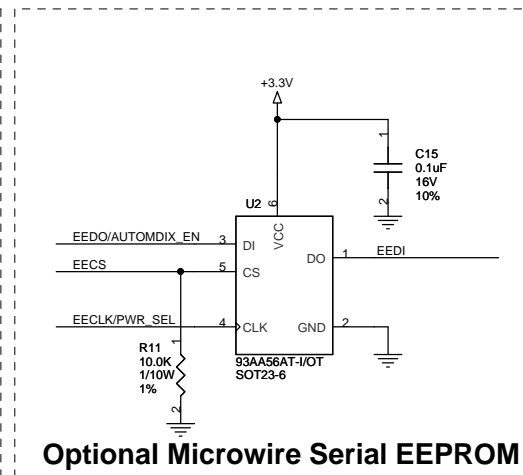 +3.3V
C15
0.1uF
16V
10%
1
2
U2
6
VCC
EEDO/AUTOMDIX_EN
3
DI
EECS
5
CS
DO
1
EEDI
EECLK/PWR_SEL
4
CLK
GND
2
R11
10.0K
1/10W
1%
1
2
93AA56AT-I/OT
SOT23-6
Optional Microwire Serial EEPROM